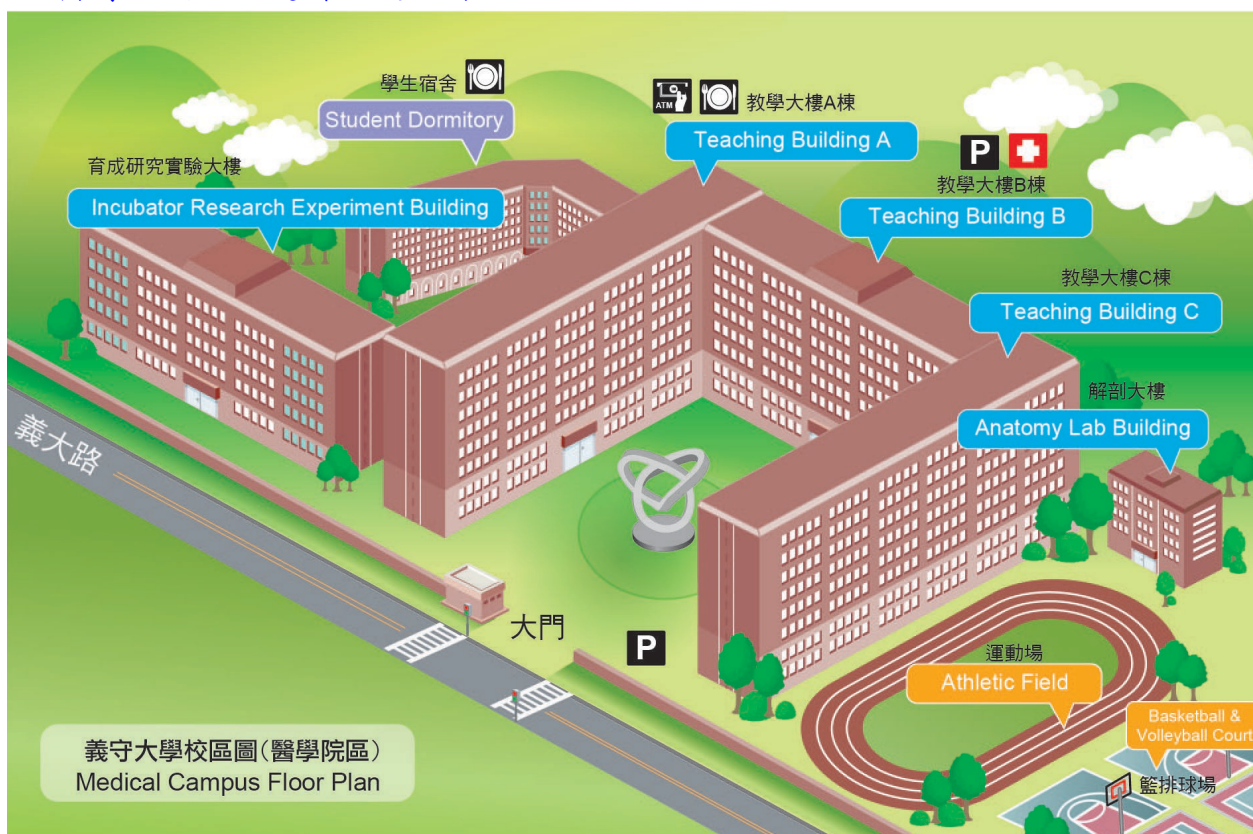 學生宿舍
Student Dormitory
ATM
教學大樓A棟
Teaching Building A
P
教學大樓B棟
Teaching Building B
育成研究實驗大樓
Incubator Research Experiment Building
教學大樓C棟
Teaching Building C
解剖大樓
Anatomy Lab Building
義大路
大門
P
運動場
Athletic Field
Basketball &
Volleyball Court
籃排球場
義守大學校區圖(醫學院區)
Medical Campus Floor Plan